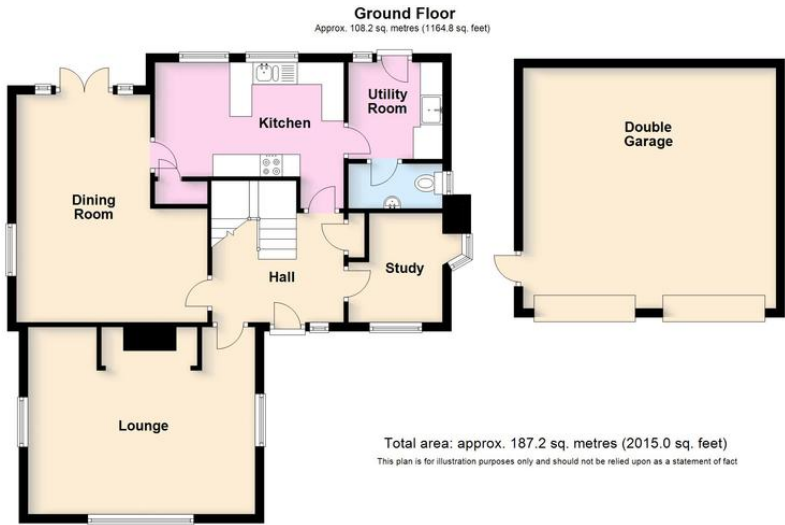 Ground Floor
Approx. 108.2 sq. metres (1164.8 sq. feet)
Utility
Room
Kitchen
Double
Garage
Dining
Room
Hall
Study
Lounge
Total area: approx. 187.2 sq. metres (2015.0 sq. feet)
This plan is for illustration purposes only and should not be relied upon as a statement of fact